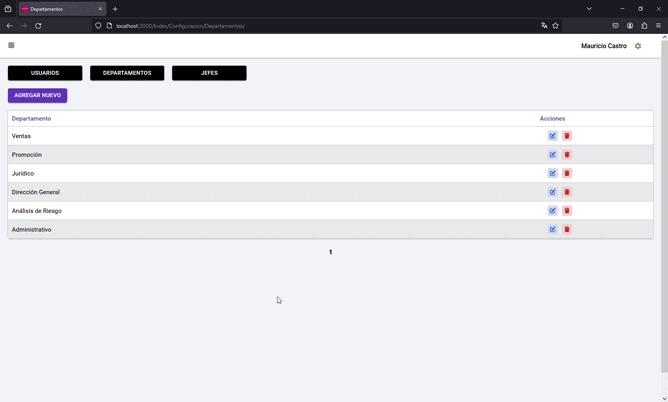 Departamentos
localhost:3000/Index/Configuracion/Departamentos/
Mauricio Castro
USUARIOS DEPARTAMENTOS JEFES
AGREGAR NUEVO
Departamento Acciones
Ventas
Promoción
Jurídico
Dirección General
Análisis de Riesgo
Administrativo
1